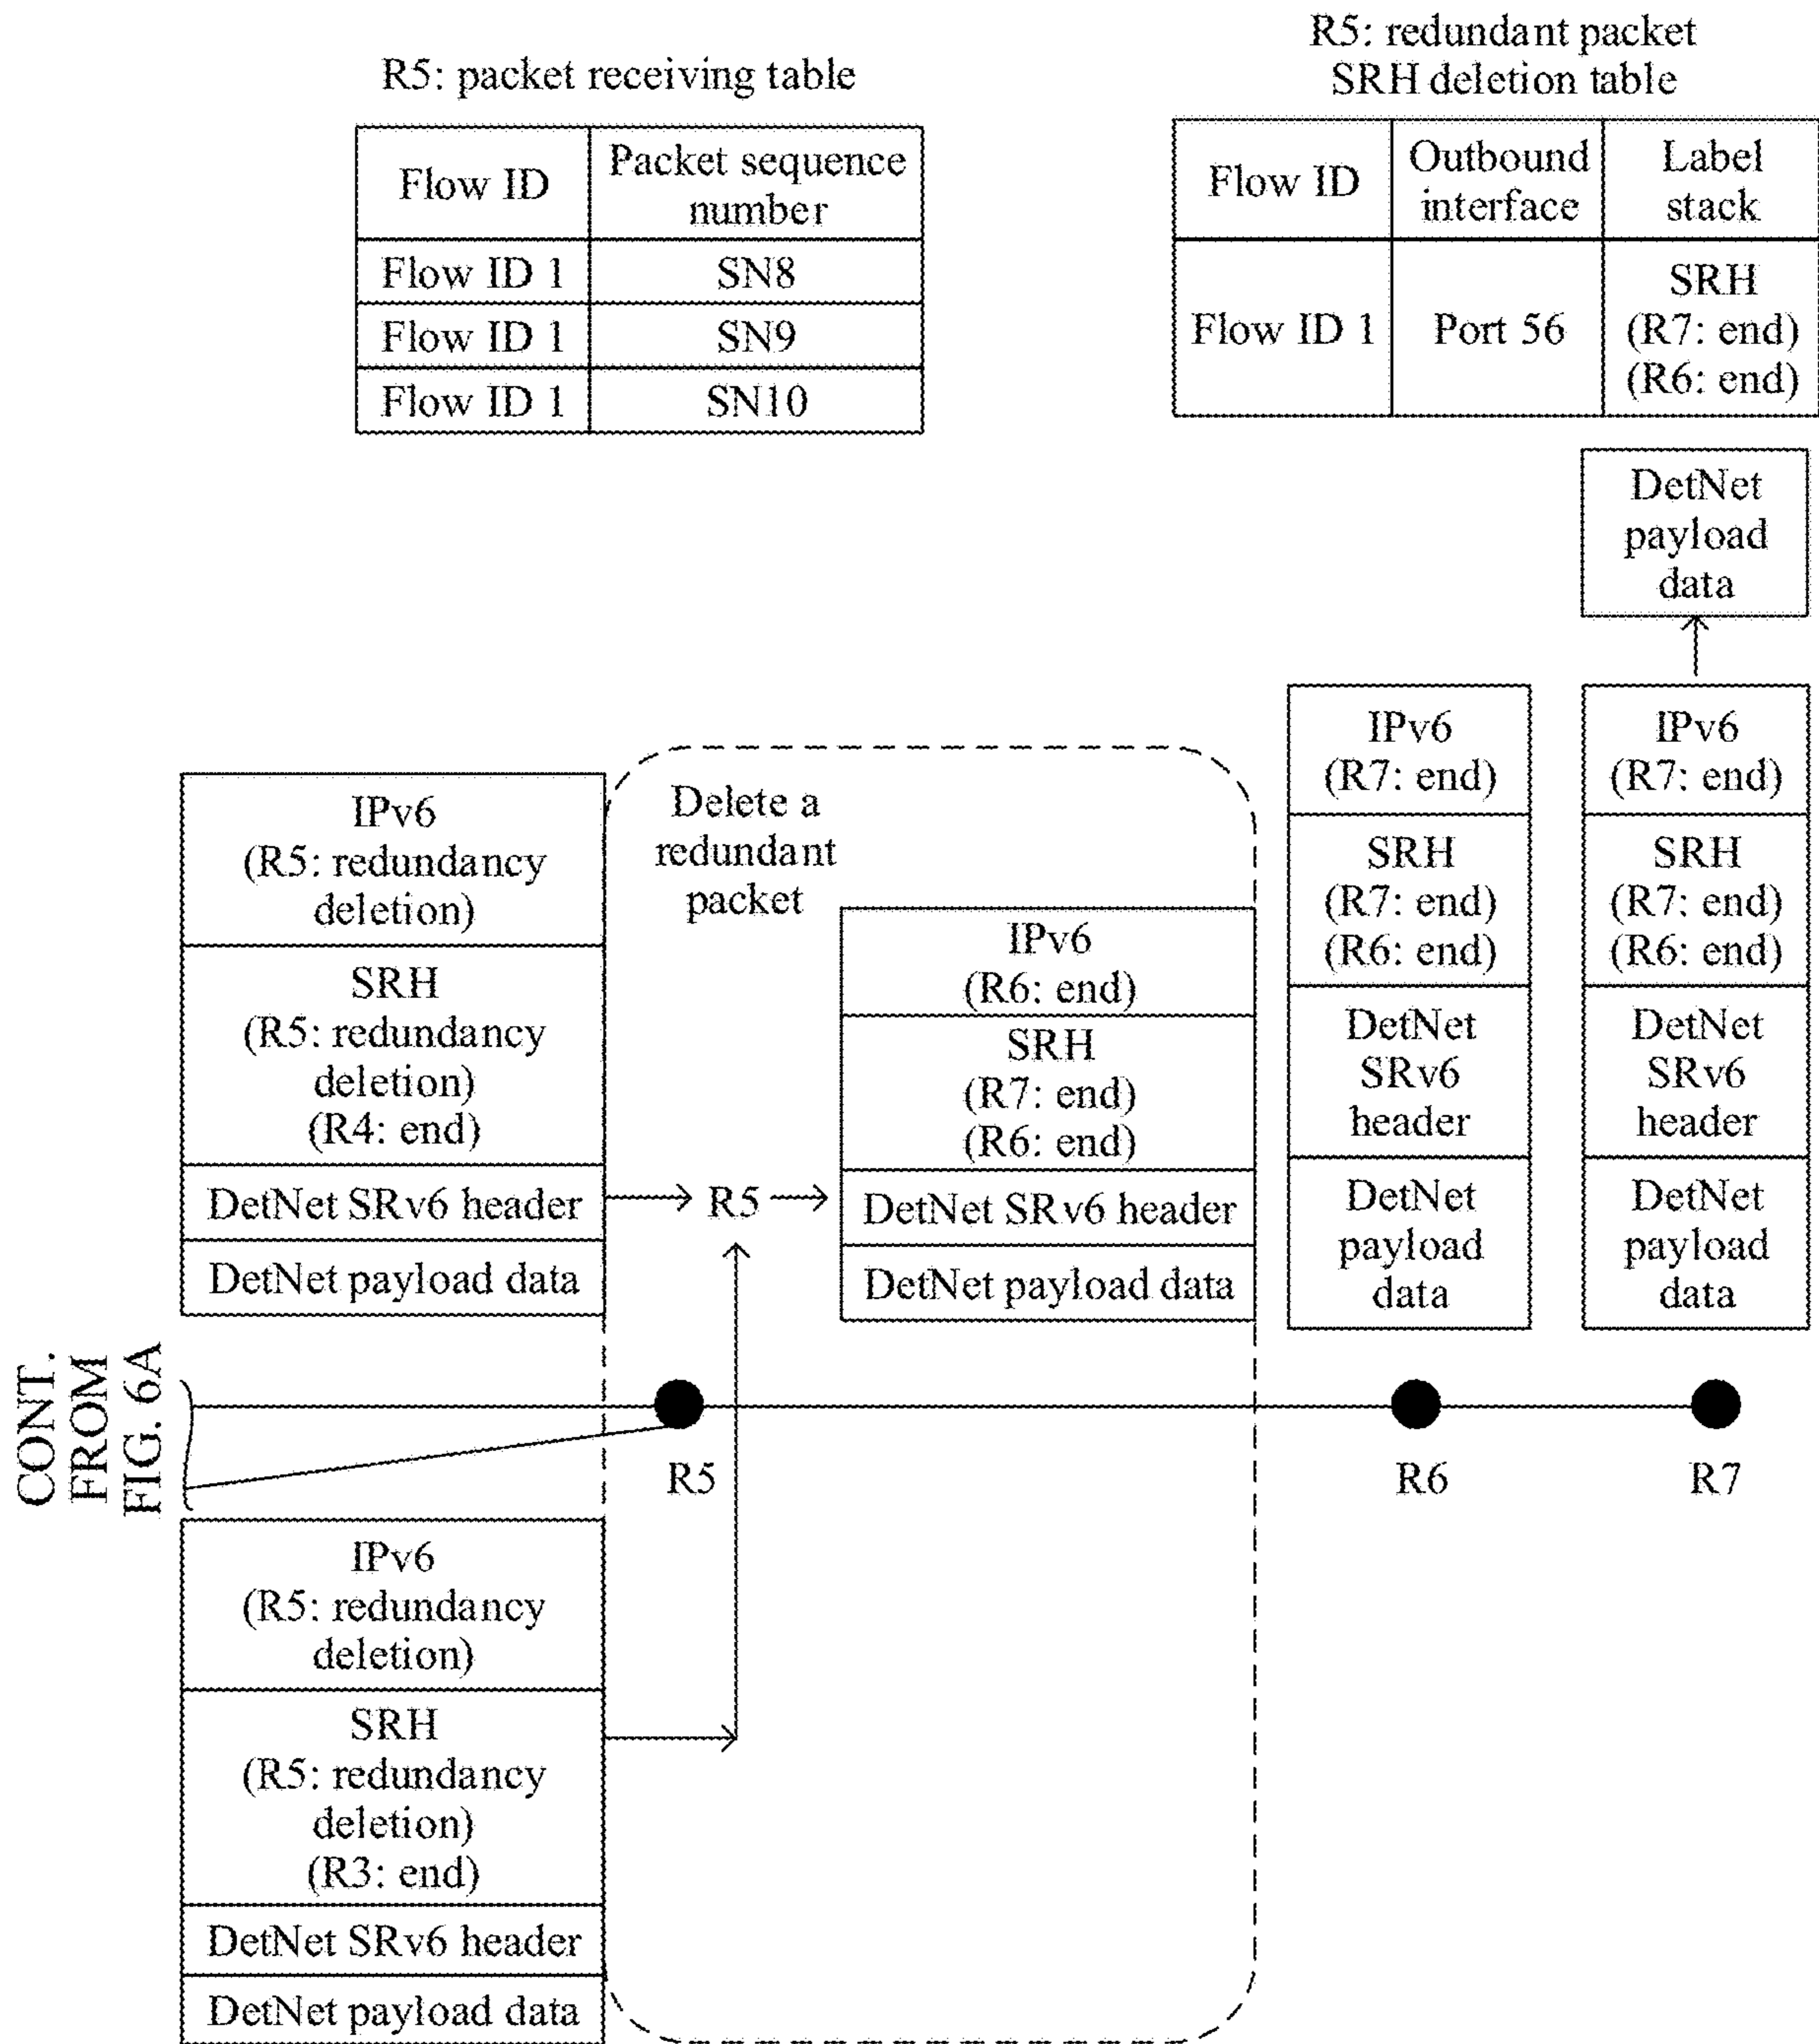 R5: packet receiving table
Flow ID
Packet sequence
number
Flow ID 1
SN8
Flow ID 1
SN9
Flow ID 1
SN10
R5: redundant packet
SRH deletion table
Flow ID
Outbound
interface
Label
stack
Flow ID 1
Port 56
SRH
(R7: end)
(R6: end)
IPv6
(R5: redundancy
deletion)
SRH
(R5: redundancy
deletion)
(R4: end)
DetNet SRv6 header
DetNet payload data
Delete a
redundant
packet
R5
IPv6
(R6: end)
SRH
(R7: end)
(R6: end)
DetNet SRv6 header
DetNet payload data
IPv6
(R7: end)
SRH
(R7: end)
(R6: end)
DetNet
SRv6
header
DetNet
payload
data
DetNet
payload
data
IPv6
(R7: end)
SRH
(R7: end)
(R6: end)
DetNet
SRv6
header
DetNet
payload
data
CONT.
FROM
FIG. 6A
R5
R6
R7
IPv6
(R5: redundancy
deletion)
SRH
(R5: redundancy
deletion)
(R3: end)
DetNet SRv6 header
DetNet payload data